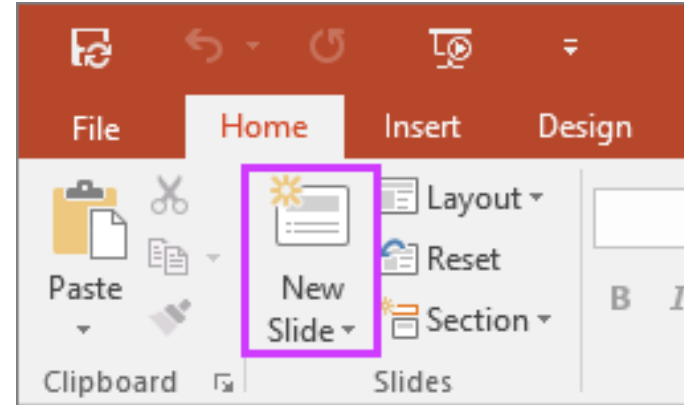 File Home Insert Design
Layout
Reset
Paste New B I
Slide Section
Clipboard Slides